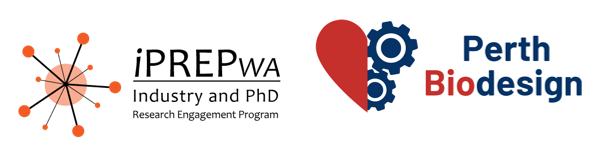 iPREPWA
Industry and PhD
Research Engagement Program
Perth
Biodesign